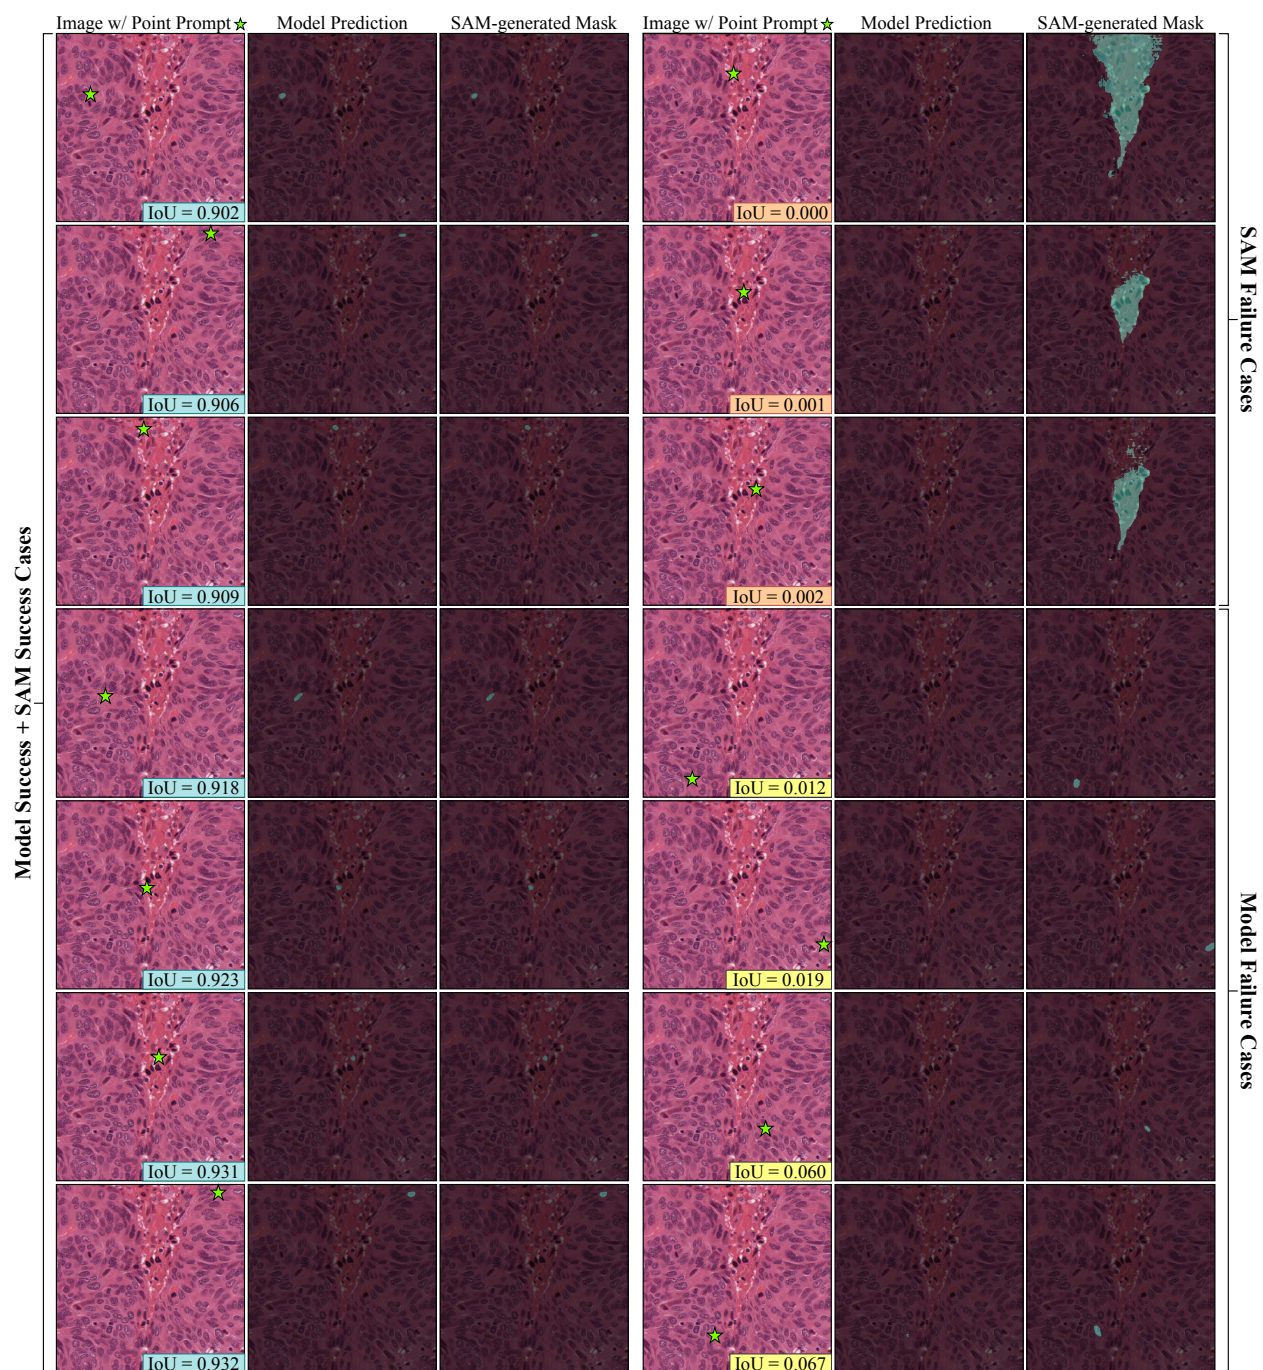 Image w/ Point Prompt Model Prediction SAM-generated Mask Image w/ Point Prompt Model Prediction SAM-generated Mask
Model Success + SAM Success Cases
IoU = 0.902 IoU = 0.000
IoU = 0.906 IoU = 0.001
IoU = 0.909 IoU = 0.002
SAM Failure Cases
IoU = 0.918 IoU = 0.012
IoU = 0.923 IoU = 0.019
IoU = 0.931 IoU = 0.060
IoU = 0.932 IoU = 0.067
Model Failure Cases